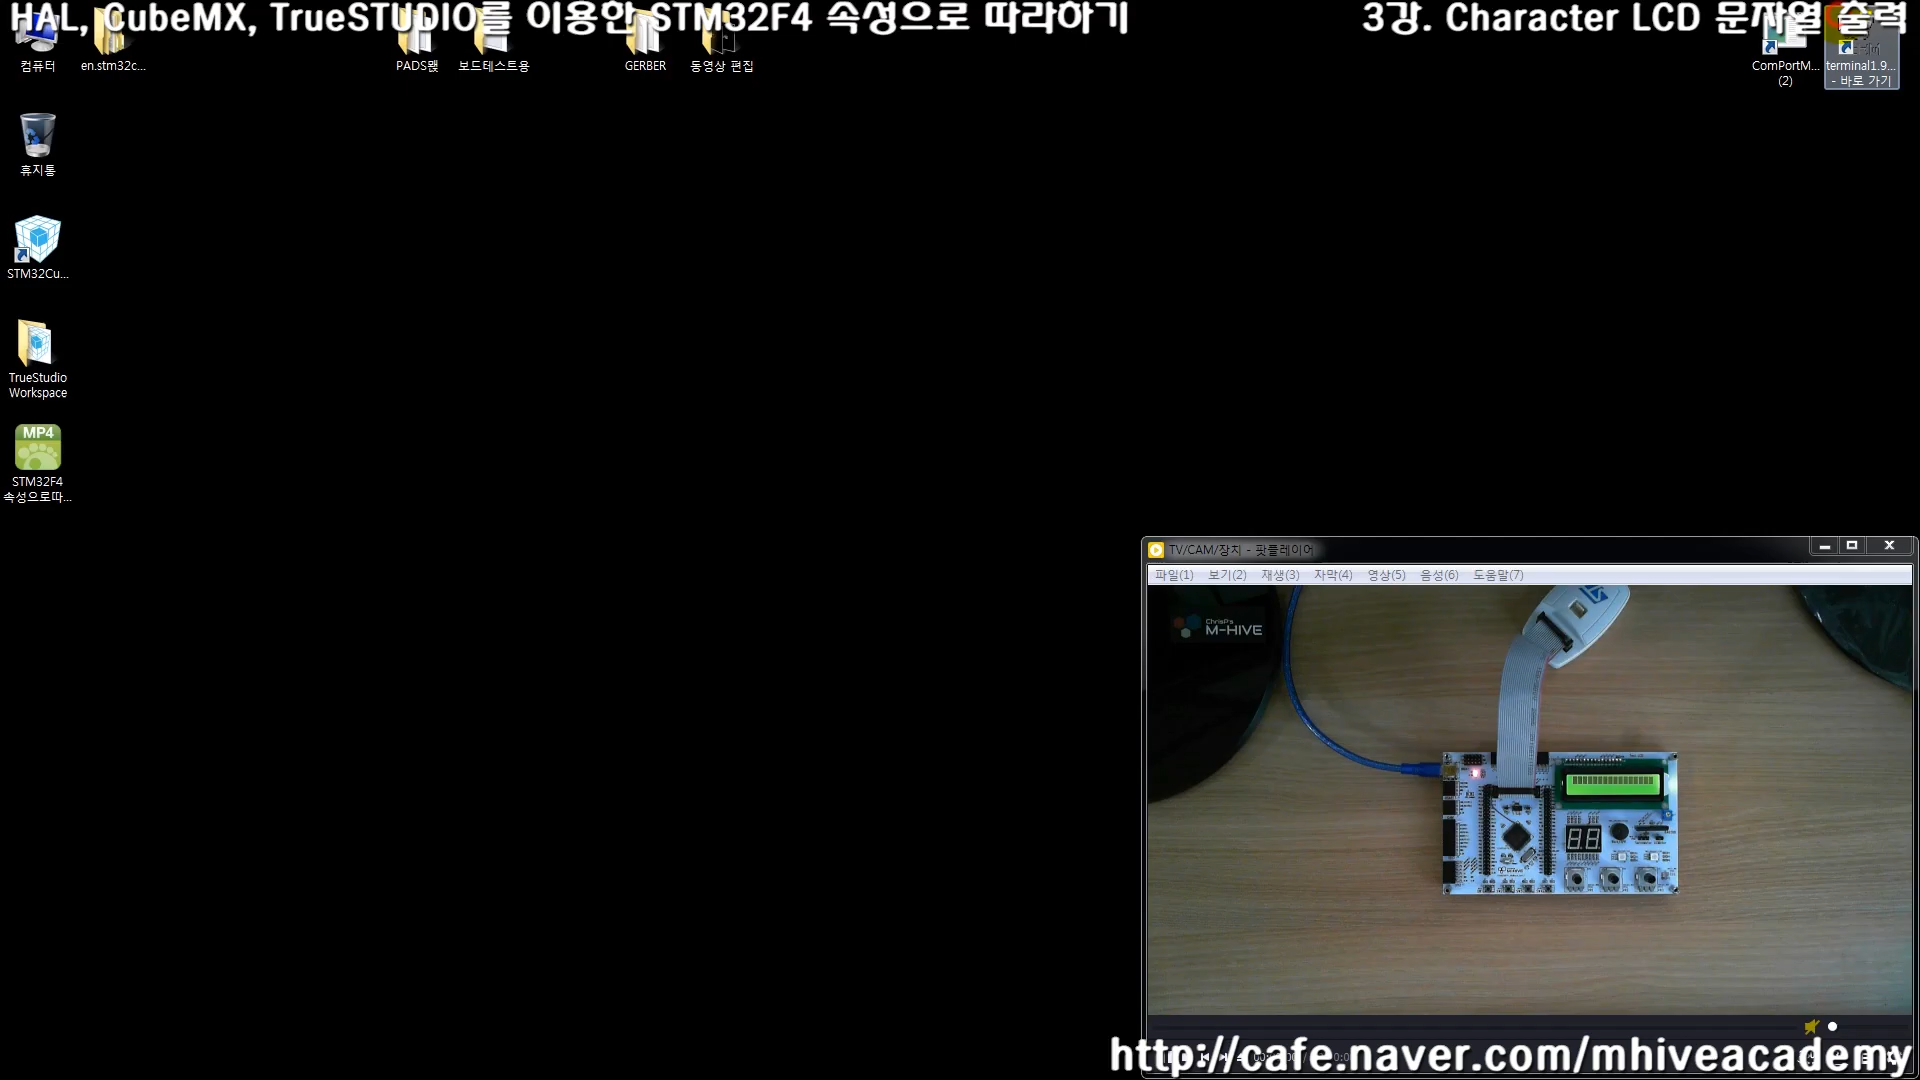 HAL, CubeMX, TrueSTUDIO를 이용한 STM32F4 속성으로 따라하기
3강. Character LCD 문자열 출력
컴퓨터
en.stm32c...
PADS뷁
보드테스트용
GERBER
동영상 편집
ComPortM...
(2)
terminal1.9...
- 바로 가기
휴지통
STM32Cu...
TrueStudio
Workspace
MP4
STM32F4
속성으로따...
TV/CAM/장치 - 팟플레이어
파일(1) 보기(2) 재생(3) 자막(4) 영상(5) 음성(6) 도움말(7)
ChrisP's
M-HIVE
http://cafe.naver.com/mhiveacademy